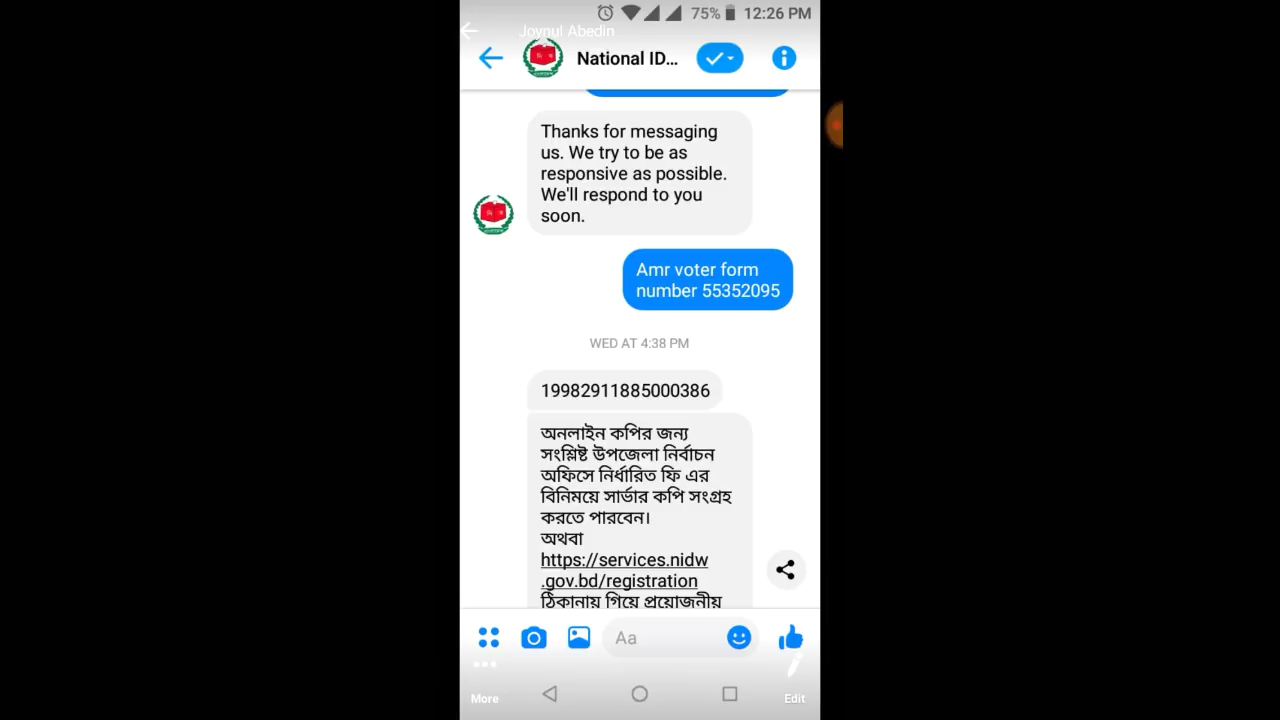 75% 12:26 PM
Joynul Abedin
National ID...
Thanks for messaging
us. We try to be as
responsive as possible.
We'll respond to you
soon.
Amr voter form
number 55352095
WED AT 4:38 PM
19982911885000386
অনলাইন কপির জন্য
সংশ্লিষ্ট উপজেলা নির্বাচন
অফিসে নির্ধারিত ফি এর
বিনিময়ে সার্ভার কপি সংগ্রহ
করতে পারবেন।
অথবা
https://services.nidw
.gov.bd/registration
ঠিকানায় গিয়ে প্রয়োজনীয়
Aa
More
Edit